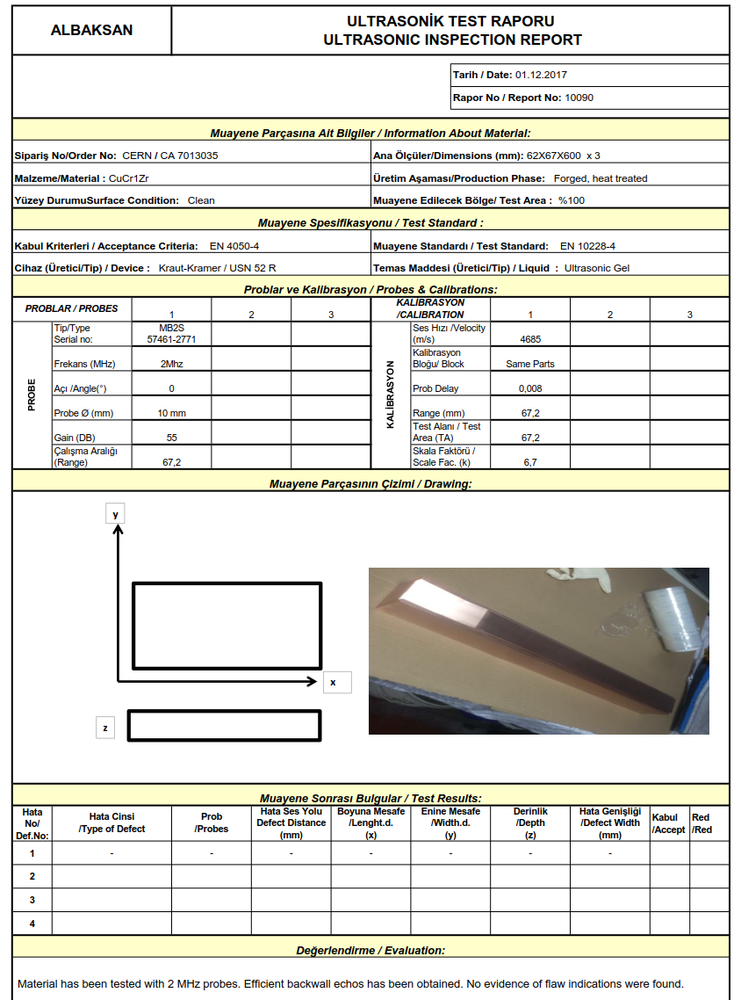 ALBAKSAN
ULTRASONİK TEST RAPORU
ULTRASONIC INSPECTION REPORT
Tarih / Date: 01.12.2017
Rapor No / Report No: 10090
Muayene Parçasına Ait Bilgiler / Information About Material:
Sipariş No/Order No: CERN / CA 7013035
Ana Ölçüler/Dimensions (mm): 62X67X600 x 3
Malzeme/Material : CuCr1Zr
Üretim Aşaması/Production Phase: Forged, heat treated
Yüzey DurumuSurface Condition: Clean
Muayene Edilecek Bölge/ Test Area : %100
Muayene Spesifikasyonu / Test Standard :
Kabul Kriterleri / Acceptance Criteria: EN 4050-4
Muayene Standardı / Test Standard: EN 10228-4
Cihaz (Üretici/Tip) / Device : Kraut-Kramer / USN 52 R
Temas Maddesi (Üretici/Tip) / Liquid : Ultrasonic Gel
Problar ve Kalibrasyon / Probes & Calibrations:
PROBLAR / PROBES 1 2 3
KALİBRASYON
/CALIBRATION 1 2 3
PROBE
Tip/Type
Serial no:
MB2S
57461-2771
Frekans (MHz) 2Mhz
Açı /Angle(°) 0
Probe Ø (mm) 10 mm
Gain (DB) 55
Çalışma Aralığı
(Range) 67,2
KALİBRASYON
Ses Hızı /Velocity
(m/s) 4685
Kalibrasyon
Bloğu/ Block Same Parts
Prob Delay 0,008
Range (mm) 67,2
Test Alanı / Test
Area (TA) 67,2
Skala Faktörü /
Scale Fac. (k) 6,7
Muayene Parçasının Çizimi / Drawing:
y
x
z
Muayene Sonrası Bulgular / Test Results:
Hata
No/
Def.No:
Hata Cinsi
/Type of Defect
Prob
/Probes
Hata Ses Yolu
Defect Distance
(mm)
Boyuna Mesafe
/Lenght.d.
(x)
Enine Mesafe
/Width.d.
(y)
Derinlik
/Depth
(z)
Hata Genişliği
/Defect Width
(mm)
Kabul
/Accept
Red
/Red
1 - - - - - - -
2
3
4
Değerlendirme / Evaluation:
Material has been tested with 2 MHz probes. Efficient backwall echos has been obtained. No evidence of flaw indications were found.